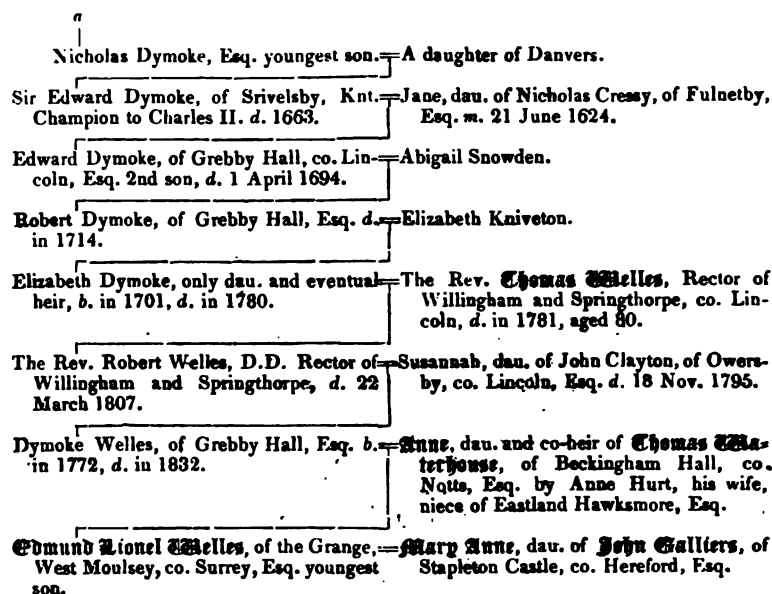 a
Nicholas Dymoke, Esq. youngest son.=A daughter of Danvers.
Sir Edward Dymoke, of Srivelsby, Knt.=Jane, dau. of Nicholas Cressy, of Fulnetby,
Champion to Charles II. d. 1663. Esq. m. 21 June 1624.
Edward Dymoke, of Grebby Hall, co. Lin-=Abigail Snowden.
coln, Esq. 2nd son, d. 1 April 1694.
Robert Dymoke, of Grebby Hall, Esq. d.=Elizabeth Kniveton.
in 1714.
Elizabeth Dymoke, only dau. and eventual=The Rev. Thomas Welles, Rector of
heir, b. in 1701, d. in 1780. Willingham and Springthorpe, co. Lin-
coln, d. in 1781, aged 80.
The Rev. Robert Welles, D.D. Rector of=Susannah, dau. of John Clayton, of Owers-
Willingham and Springthorpe, d. 22 by, co. Lincoln, Esq. d. 18 Nov. 1795.
March 1807.
Dymoke Welles, of Grebby Hall, Esq. b.=Anne, dau. and co-heir of Thomas Wa-
in 1772, d. in 1832. terhouse, of Beckingham Hall, co.
Notts, Esq. by Anne Hurt, his wife,
niece of Eastland Hawksmore, Esq.
Edmund Lionel Welles, of the Grange,=Mary Anne, dau. of John Galliers, of
West Moulsey, co. Surrey, Esq. youngest Stapleton Castle, co. Hereford, Esq.
son.